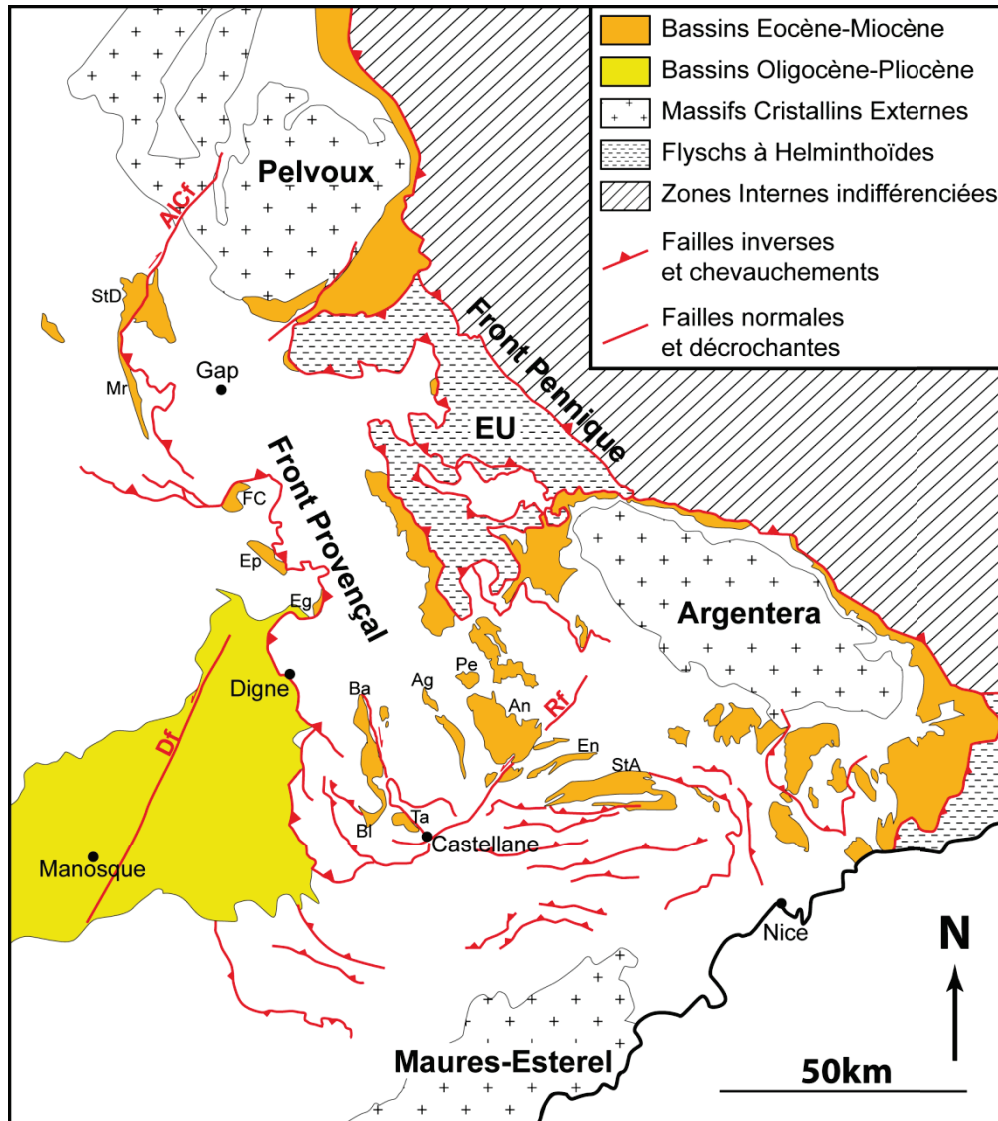 Bassins Eocène-Miocène
Bassins Oligocène-Pliocène
Massifs Cristallins Externes
Flyschs à Helminthoïdes
Zones Internes indifférenciées
Failles inverses
et chevauchements
Failles normales
et décrochantes
Pelvoux
AlCf
StD
Gap
Mr
Front Pennique
EU
Front Provençal
FC
Ep
Eg
Argentera
Digne
Ba
Ag
Pe
An
Rf
Df
En
StA
Bl
Ta
Castellane
Manosque
Nice
N
Maures-Esterel
50km